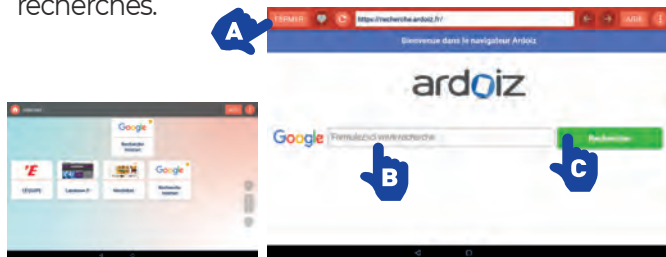 recherches.
A
FERMER
https://recherche.ardoiz.fr/
AIDE
Bienvenue dans le navigateur Ardoiz
ardoiz
Google
Formulez ici votre recherche
Rechercher
B
C
Google
Recherche
Internet
L'ÉQUIPE
Google
Recherche
Internet